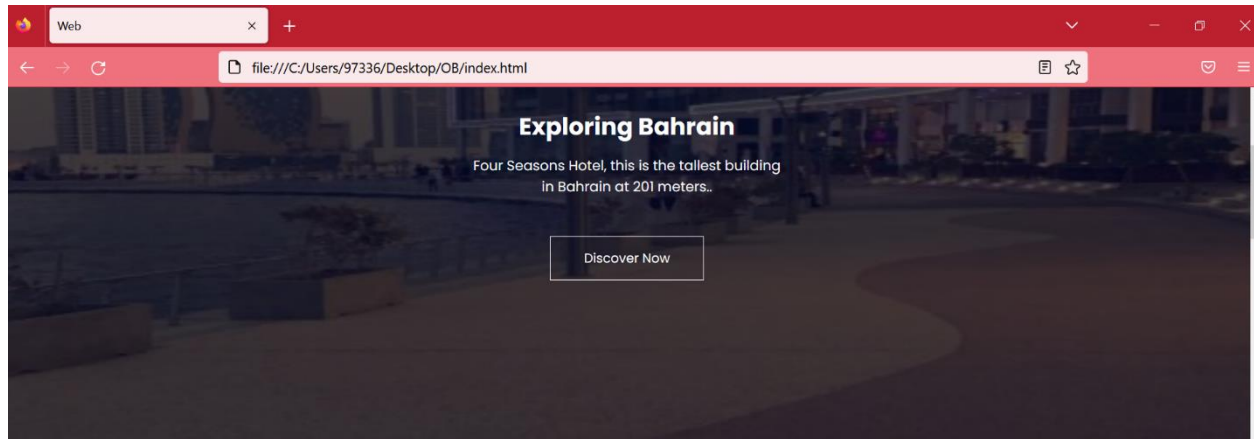 Web
file:///C:/Users/97336/Desktop/OB/index.html
Exploring Bahrain
Four Seasons Hotel, this is the tallest building
in Bahrain at 201 meters..
Discover Now